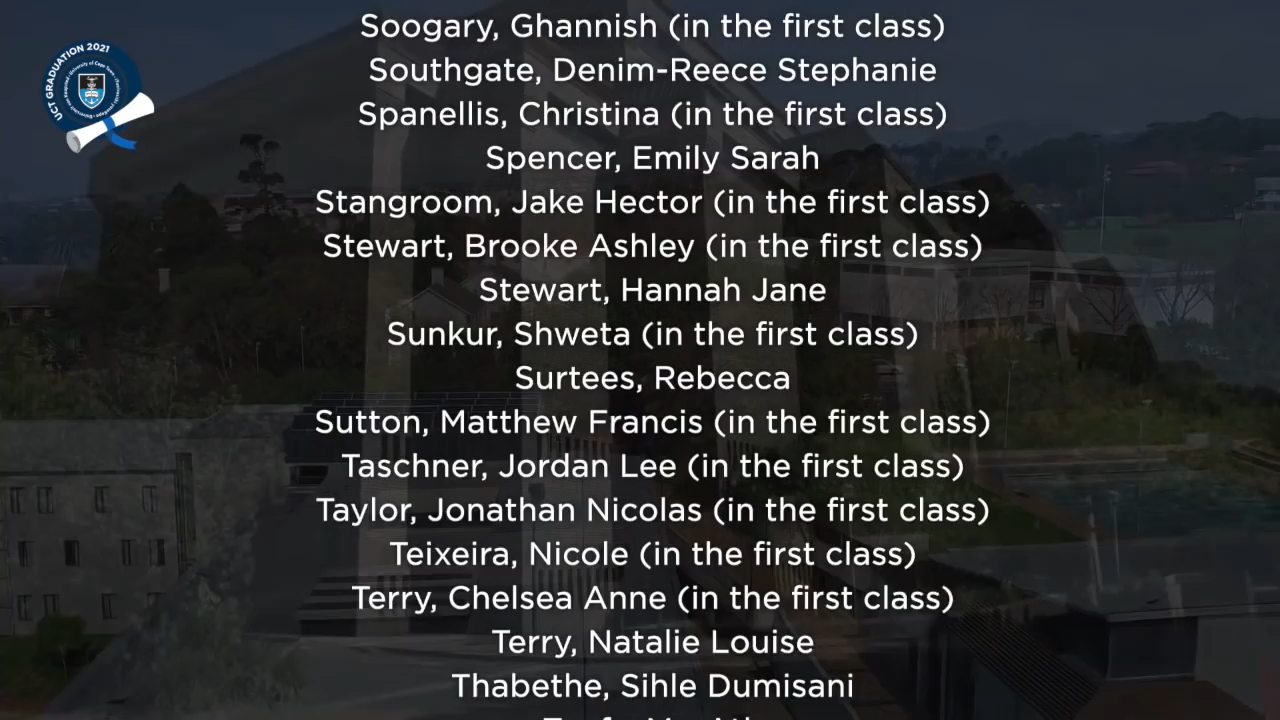 UCT GRADUATION 2021
Soogary, Ghannish (in the first class)
Southgate, Denim-Reece Stephanie
Spanellis, Christina (in the first class)
Spencer, Emily Sarah
Stangroom, Jake Hector (in the first class)
Stewart, Brooke Ashley (in the first class)
Stewart, Hannah Jane
Sunkur, Shweta (in the first class)
Surtees, Rebecca
Sutton, Matthew Francis (in the first class)
Taschner, Jordan Lee (in the first class)
Taylor, Jonathan Nicolas (in the first class)
Teixeira, Nicole (in the first class)
Terry, Chelsea Anne (in the first class)
Terry, Natalie Louise
Thabethe, Sihle Dumisani